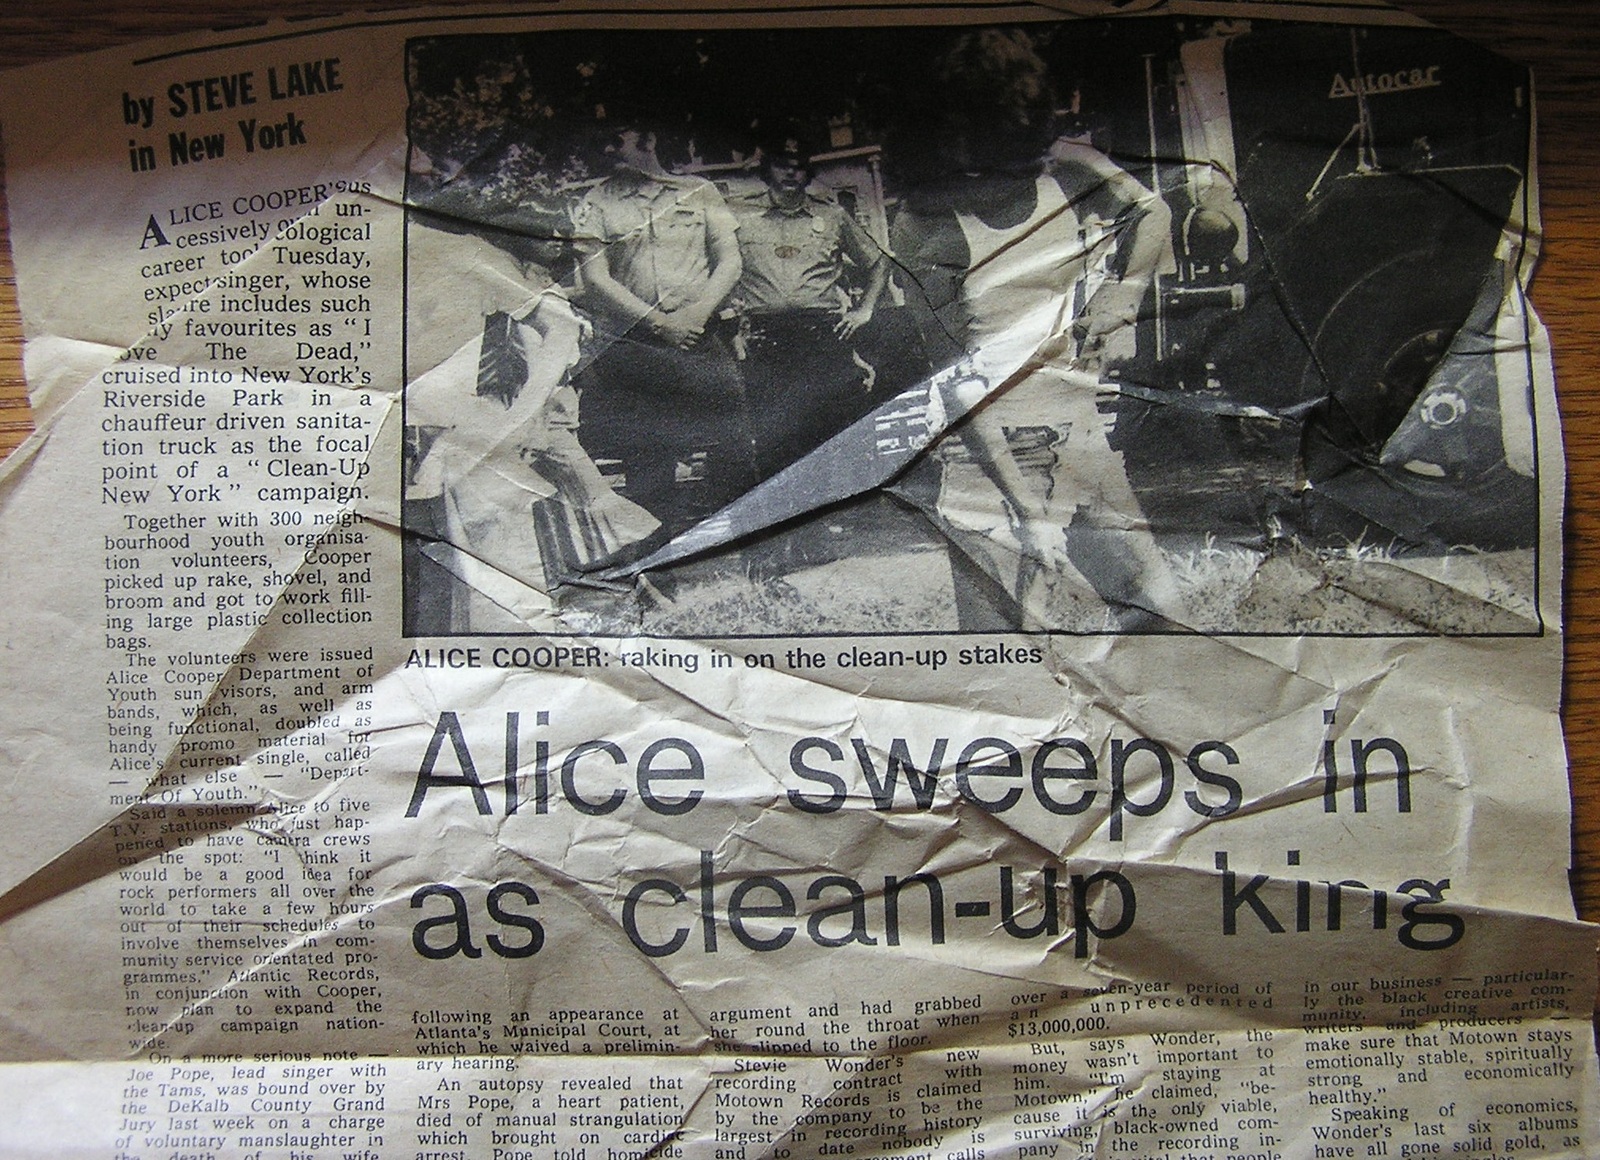 by STEVE LAKE
in New York
Autocar
ALICE COOPER'S
un-
cessively
ological
career took Tuesday,
singer, whose
includes such
favourites as " I
The Dead,"
cruised into New York's
Riverside Park in a
chauffeur driven sanita-
tion truck as the focal
point of a " Clean-Up
New York " campaign.
Together with 300 neigh-
bourhood youth organisa-
tion volunteers, Cooper
picked up rake, shovel, and
broom and got to work fill-
ing large plastic collection
bags.
The volunteers were issued
Alice Cooper Department of
Youth sun visors, and arm
bands, which, as well as
being functional, doubled as
handy promo material for
Alice's current single, called
— what else — "Depart-
ment Of Youth."
Said a solemn Alice to five
T.V. stations, who just hap-
pened to have camera crews
on the spot: "I think it
would be a good idea for
rock performers all over the
world to take a few hours
out of their schedules to
involve themselves in com-
munity service orientated pro-
grammes," Atlantic Records,
in conjunction with Cooper,
now plan to expand the
clean-up campaign nation-
wide.
On a more serious note —
Joe Pope, lead singer with
the Tams, was bound over by
the DeKalb County Grand
Jury last week on a charge
of voluntary manslaughter in
the death of his wife
ALICE COOPER: raking in on the clean-up stakes
Alice sweeps in
as clean-up king
following an appearance at
Atlanta's Municipal Court, at
which he waived a prelimin-
ary hearing.
An autopsy revealed that
Mrs Pope, a heart patient,
died of manual strangulation
which brought on cardiac
arrest. Pope told homicide
argument and had grabbed
her round the throat when
she slipped to the floor.
Stevie Wonder's new
recording contract with
Motown Records is claimed
by the company to be the
largest in recording history
and to date nobody is
calls
over a seven-year period of
an unprecedented
$13,000,000.
But, says Wonder, the
money wasn't important to
him. "I'm staying at
Motown," he claimed, "be-
cause it is the only viable,
surviving, black-owned com-
pany in the recording in-
that people
in our business — particular-
ly the black creative com-
munity, including artists,
writers and producers —
make sure that Motown stays
emotionally stable, spiritually
strong and economically
healthy."
Speaking of economics,
Wonder's last six albums
have all gone solid gold, as